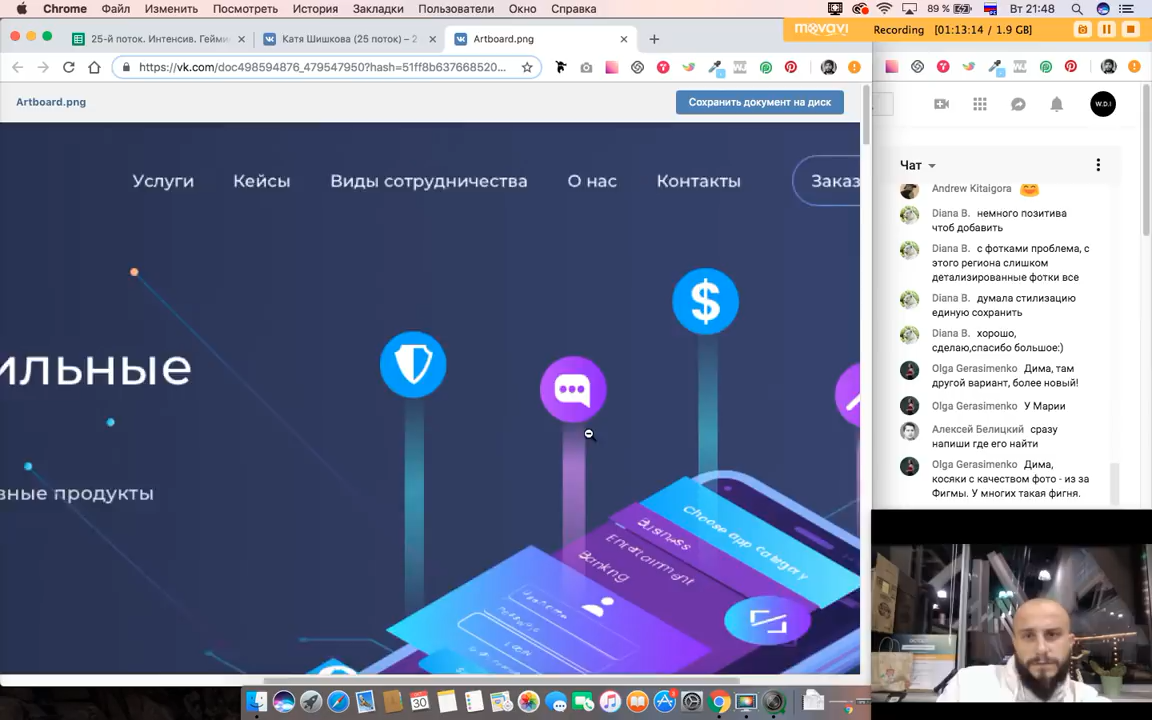 Chrome Файл Изменить Посмотреть История Закладки Пользователи Окно Справка
89 % Вт 21:48
movavi Recording [01:13:14 / 1.9 GB]
25-й поток. Интенсив. Гейми
Катя Шишкова (25 поток) – 2
Artboard.png
https://vk.com/doc498594876_479547950?hash=51ff8b637668520...
Artboard.png
Сохранить документ на диск
Услуги Кейсы Виды сотрудничества О нас Контакты Заказ
ильные
вные продукты
$
Choose app category
Business
Entertainment
Banking
Login
W.D.I
Чат
Andrew Kitaigora
Diana B. немного позитива
чтоб добавить
Diana B. с фотками проблема, с
этого региона слишком
детализированные фотки все
Diana B. думала стилизацию
единую сохранить
Diana B. хорошо,
сделаю,спасибо большое:)
Olga Gerasimenko Дима, там
другой вариант, более новый!
Olga Gerasimenko У Марии
Алексей Белицкий сразу
напиши где его найти
Olga Gerasimenko Дима,
косяки с качеством фото - из за
Фигмы. У многих такая фигня.
30